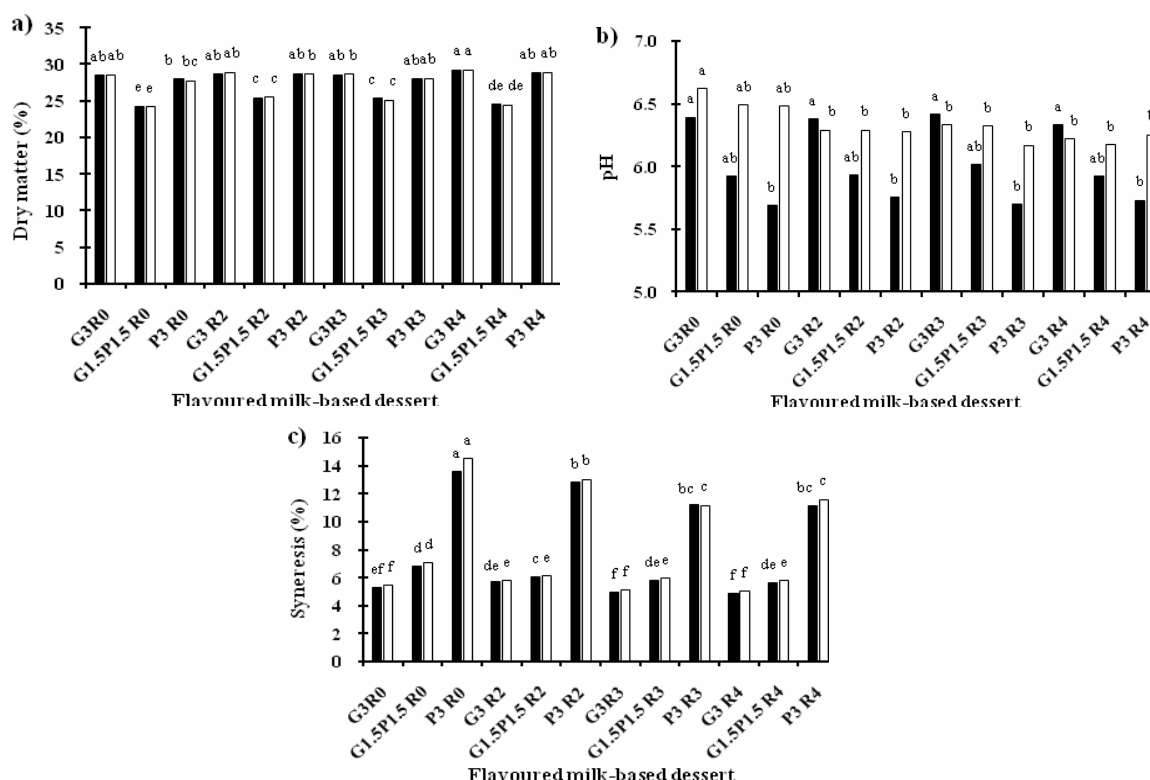 a)
35
30
25
20
15
10
5
0
Dry matter (%)
ab ab e e b bc ab ab c c ab b ab b c c ab ab a a de de ab ab
G3R0 G1.5P1.5 R0 P3 R0 G3 R2 G1.5P1.5 R2 P3 R2 G3R3 G1.5P1.5 R3 P3 R3 G3 R4 G1.5P1.5 R4 P3 R4
Flavoured milk-based dessert
b)
7.0
6.5
6.0
5.5
5.0
pH
a a ab ab b ab a b ab b b b a b ab b b b a b ab b b
G3R0 G1.5P1.5 R0 P3 R0 G3 R2 G1.5P1.5 R2 P3 R2 G3R3 G1.5P1.5 R3 P3 R3 G3 R4 G1.5P1.5 R4 P3 R4
Flavoured milk-based dessert
c)
16
14
12
10
8
6
4
2
0
Syneresis (%)
ef f d d a a de e c e b b f f de e bc c f f de e bc c
G3R0 G1.5P1.5 R0 P3 R0 G3 R2 G1.5P1.5 R2 P3 R2 G3R3 G1.5P1.5 R3 P3 R3 G3 R4 G1.5P1.5 R4 P3 R4
Flavoured milk-based dessert